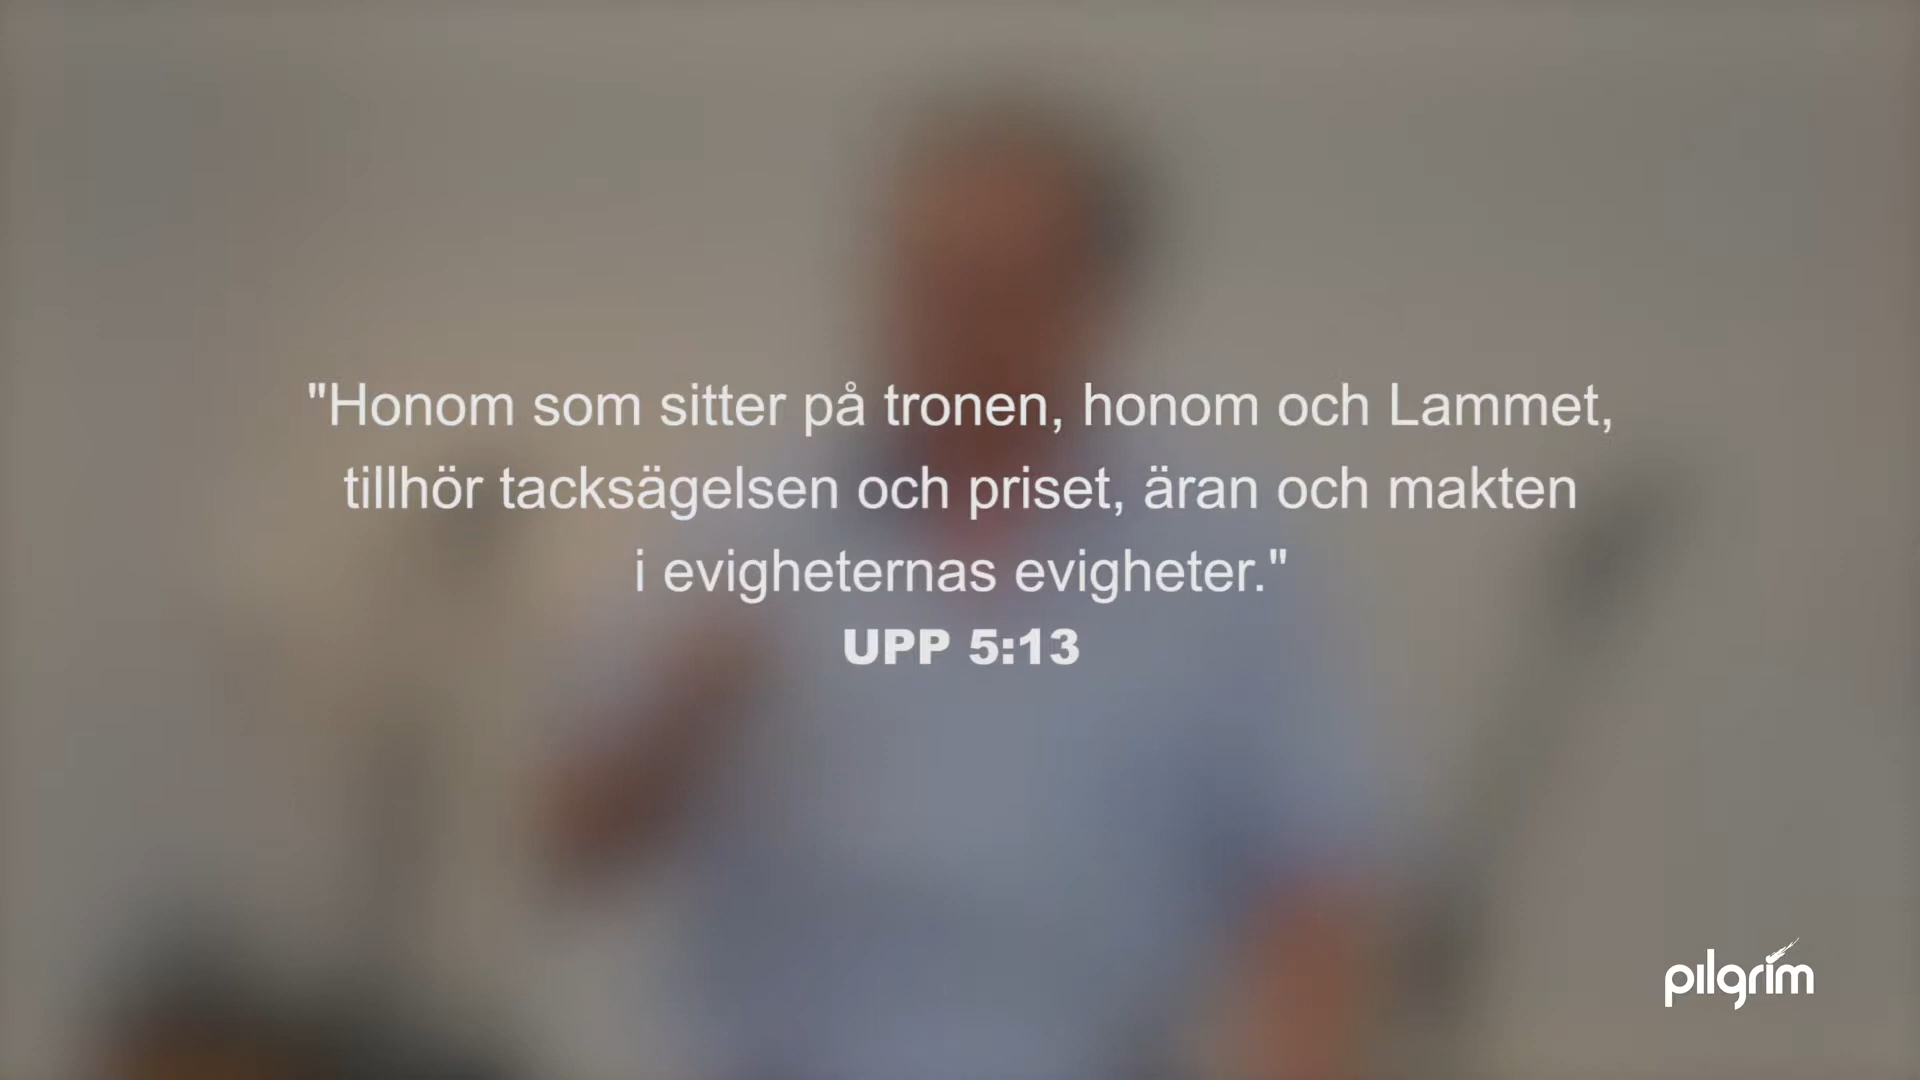 "Honom som sitter på tronen, honom och Lammet,
tillhör tacksägelsen och priset, äran och makten
i evigheternas evigheter."
UPP 5:13
pilgrim